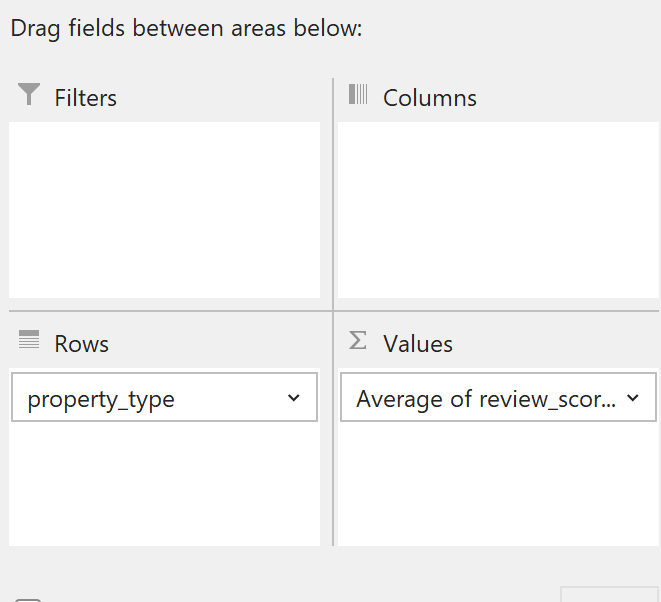 Drag fields between areas below:
Filters
Columns
Rows
Values
property_type
Average of review_scor...